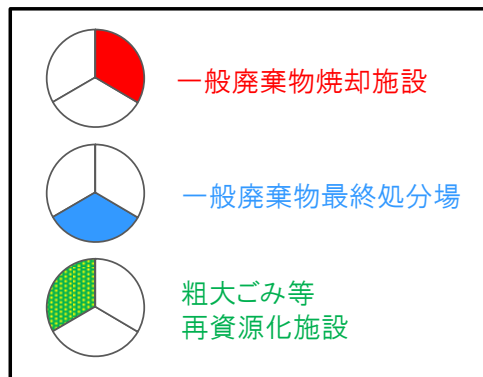 一般廃棄物焼却施設
一般廃棄物最終処分場
粗大ごみ等
再資源化施設